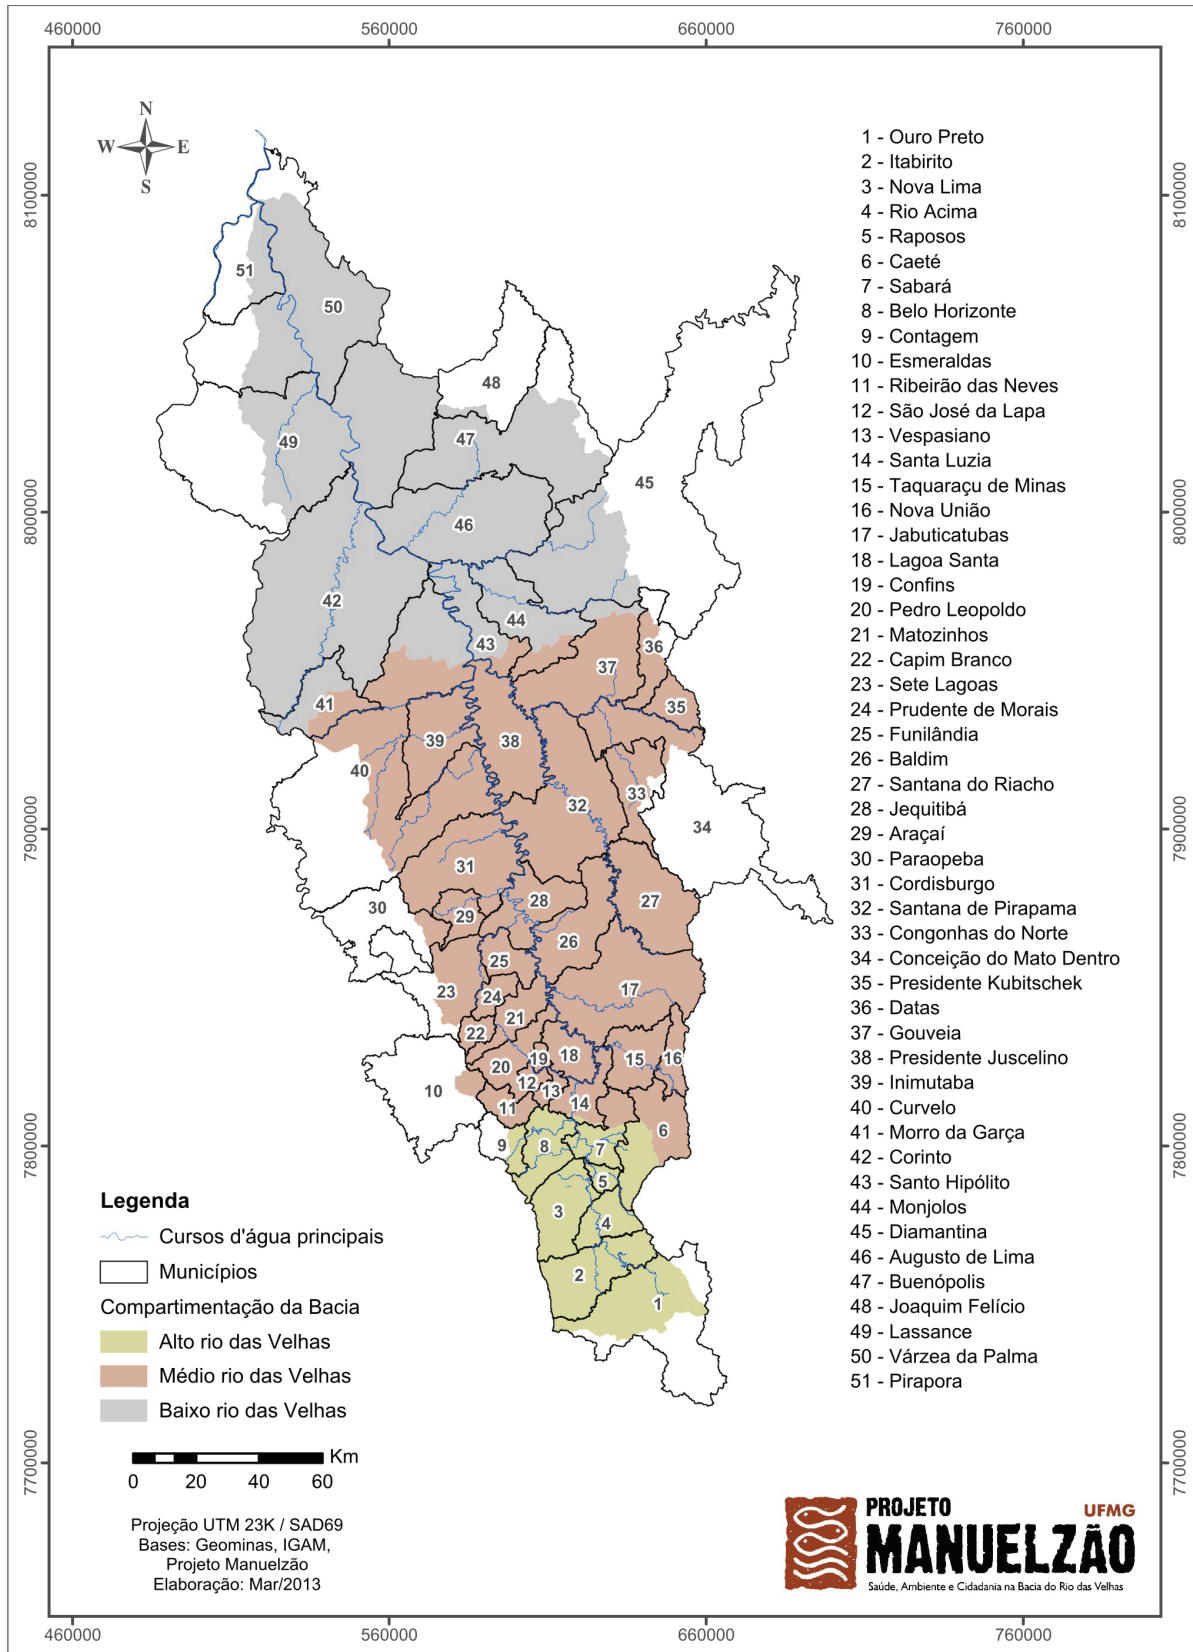 460000 560000 660000 760000
N
W E
S
8100000 8100000
8000000 8000000
7900000 7900000
7800000 7800000
7700000 7700000
1 - Ouro Preto
2 - Itabirito
3 - Nova Lima
4 - Rio Acima
5 - Raposos
6 - Caeté
7 - Sabará
8 - Belo Horizonte
9 - Contagem
10 - Esmeraldas
11 - Ribeirão das Neves
12 - São José da Lapa
13 - Vespasiano
14 - Santa Luzia
15 - Taquaraçu de Minas
16 - Nova União
17 - Jabuticatubas
18 - Lagoa Santa
19 - Confins
20 - Pedro Leopoldo
21 - Matozinhos
22 - Capim Branco
23 - Sete Lagoas
24 - Prudente de Morais
25 - Funilândia
26 - Baldim
27 - Santana do Riacho
28 - Jequitibá
29 - Araçaí
30 - Paraopeba
31 - Cordisburgo
32 - Santana de Pirapama
33 - Congonhas do Norte
34 - Conceição do Mato Dentro
35 - Presidente Kubitschek
36 - Datas
37 - Gouveia
38 - Presidente Juscelino
39 - Inimutaba
40 - Curvelo
41 - Morro da Garça
42 - Corinto
43 - Santo Hipólito
44 - Monjolos
45 - Diamantina
46 - Augusto de Lima
47 - Buenópolis
48 - Joaquim Felício
49 - Lassance
50 - Várzea da Palma
51 - Pirapora
51
50
48
49
47
45
46
42
44
43
36
37
41
35
39
38
40
33
32
34
31
30
29
28
27
26
25
23
24
17
21
22
20
19
18
15
16
10
12
13
11
14
6
9
8
7
5
3
4
2
1
Legenda
Cursos d'água principais
Municípios
Compartimentação da Bacia
Alto rio das Velhas
Médio rio das Velhas
Baixo rio das Velhas
Km
0 20 40 60
Projeção UTM 23K / SAD69
Bases: Geominas, IGAM,
Projeto Manuelzão
Elaboração: Mar/2013
PROJETO UFMG
MANUELZÃO
Saúde, Ambiente e Cidadania na Bacia do Rio das Velhas
460000 560000 660000 760000